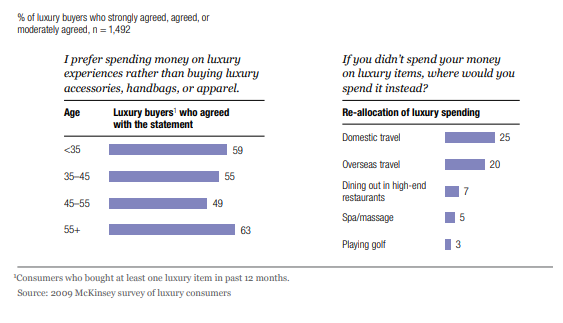 % of luxury buyers who strongly agreed, agreed, or
moderately agreed, n = 1,492
I prefer spending money on luxury
experiences rather than buying luxury
accessories, handbags, or apparel.
Age
Luxury buyers¹ who agreed
with the statement
<35 59
35–45 55
45–55 49
55+ 63
If you didn't spend your money
on luxury items, where would you
spend it instead?
Re-allocation of luxury spending
Domestic travel 25
Overseas travel 20
Dining out in high-end
restaurants 7
Spa/massage 5
Playing golf 3
¹Consumers who bought at least one luxury item in past 12 months.
Source: 2009 McKinsey survey of luxury consumers